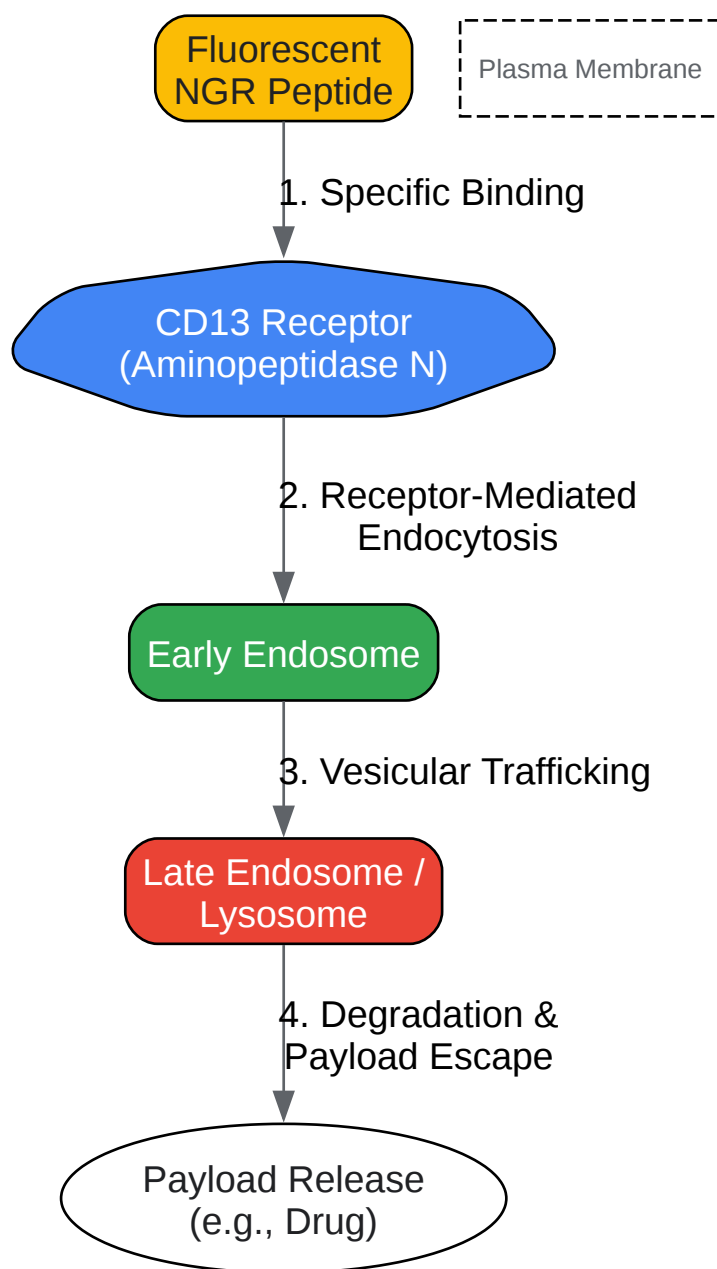 Fluorescent
NGR Peptide
Plasma Membrane
1. Specific Binding
CD13 Receptor
(Aminopeptidase N)
2. Receptor-Mediated
Endocytosis
Early Endosome
3. Vesicular Trafficking
Late Endosome /
Lysosome
4. Degradation &
Payload Escape
Payload Release
(e.g., Drug)